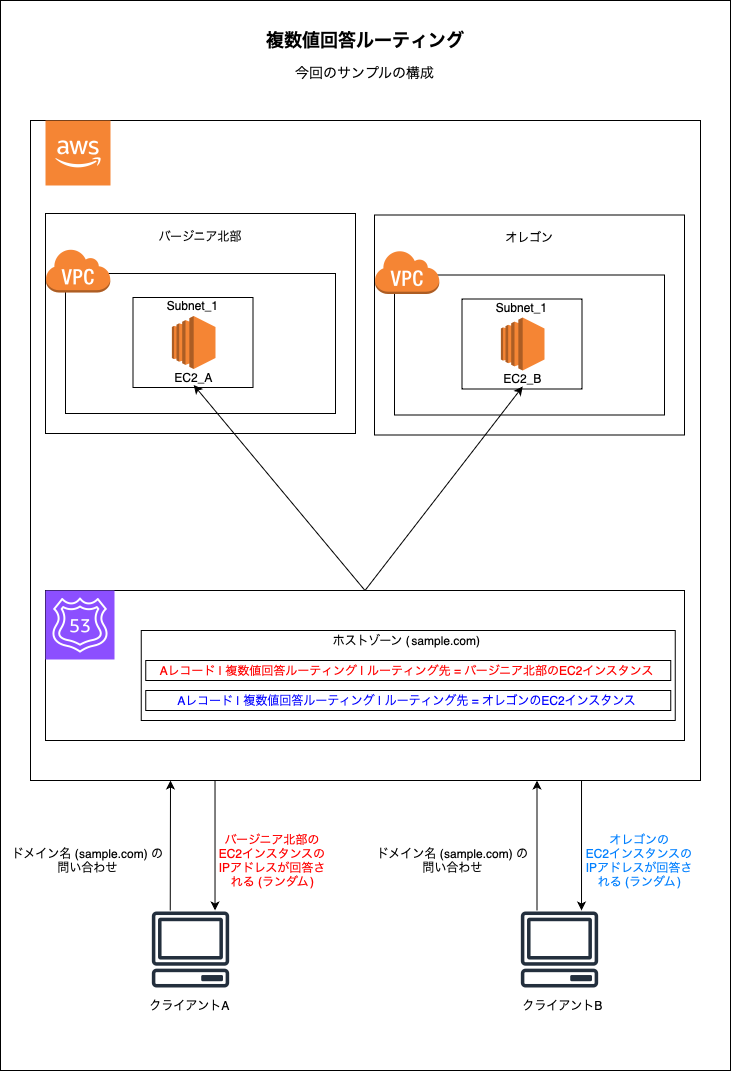 複数値回答ルーティング
今回のサンプルの構成
aws
バージニア北部
オレゴン
VPC
VPC
Subnet_1
Subnet_1
EC2_A
EC2_B
53
ホストゾーン (sample.com)
Aレコード | 複数値回答ルーティング | ルーティング先 = バージニア北部のEC2インスタンス
Aレコード | 複数値回答ルーティング | ルーティング先 = オレゴンのEC2インスタンス
ドメイン名 (sample.com) の
問い合わせ
バージニア北部の
EC2インスタンスの
IPアドレスが回答さ
れる (ランダム)
ドメイン名 (sample.com) の
問い合わせ
オレゴンの
EC2インスタンスの
IPアドレスが回答さ
れる (ランダム)
クライアントA
クライアントB